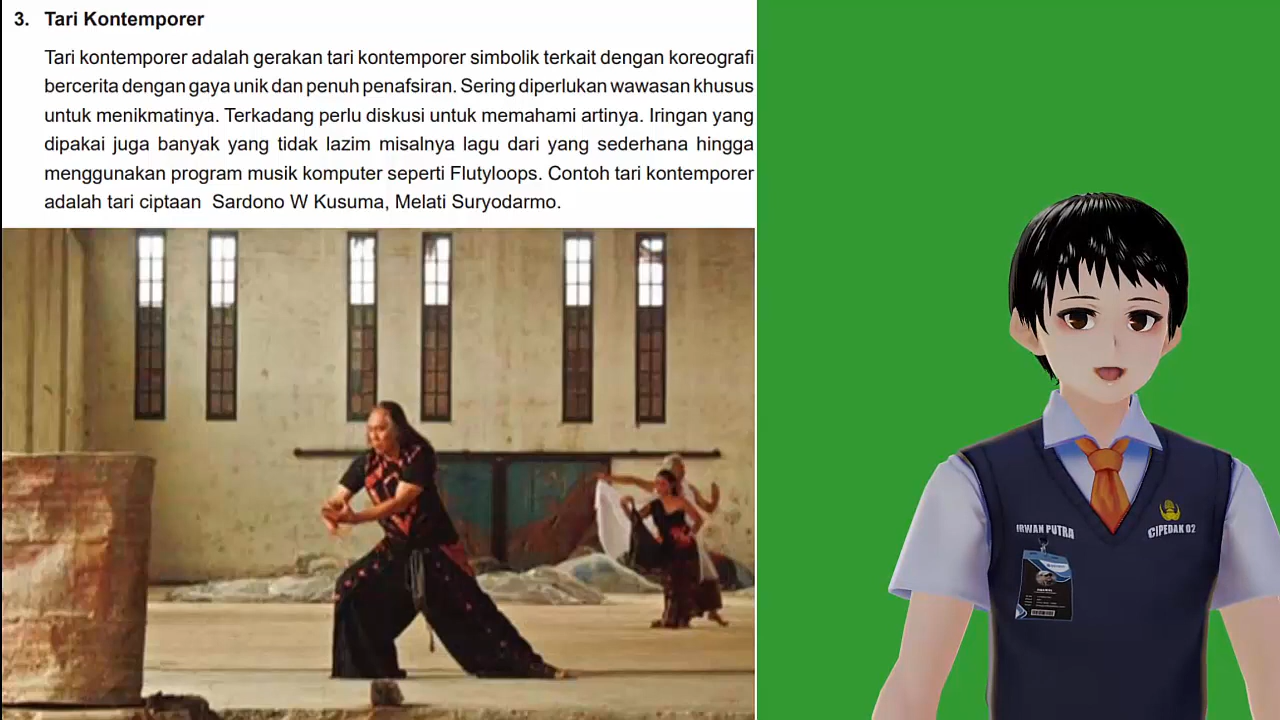 3. Tari Kontemporer
Tari kontemporer adalah gerakan tari kontemporer simbolik terkait dengan koreografi
bercerita dengan gaya unik dan penuh penafsiran. Sering diperlukan wawasan khusus
untuk menikmatinya. Terkadang perlu diskusi untuk memahami artinya. Iringan yang
dipakai juga banyak yang tidak lazim misalnya lagu dari yang sederhana hingga
menggunakan program musik komputer seperti Flutyloops. Contoh tari kontemporer
adalah tari ciptaan Sardono W Kusuma, Melati Suryodarmo.
IRWAN PUTRA
CIPEDAK 02